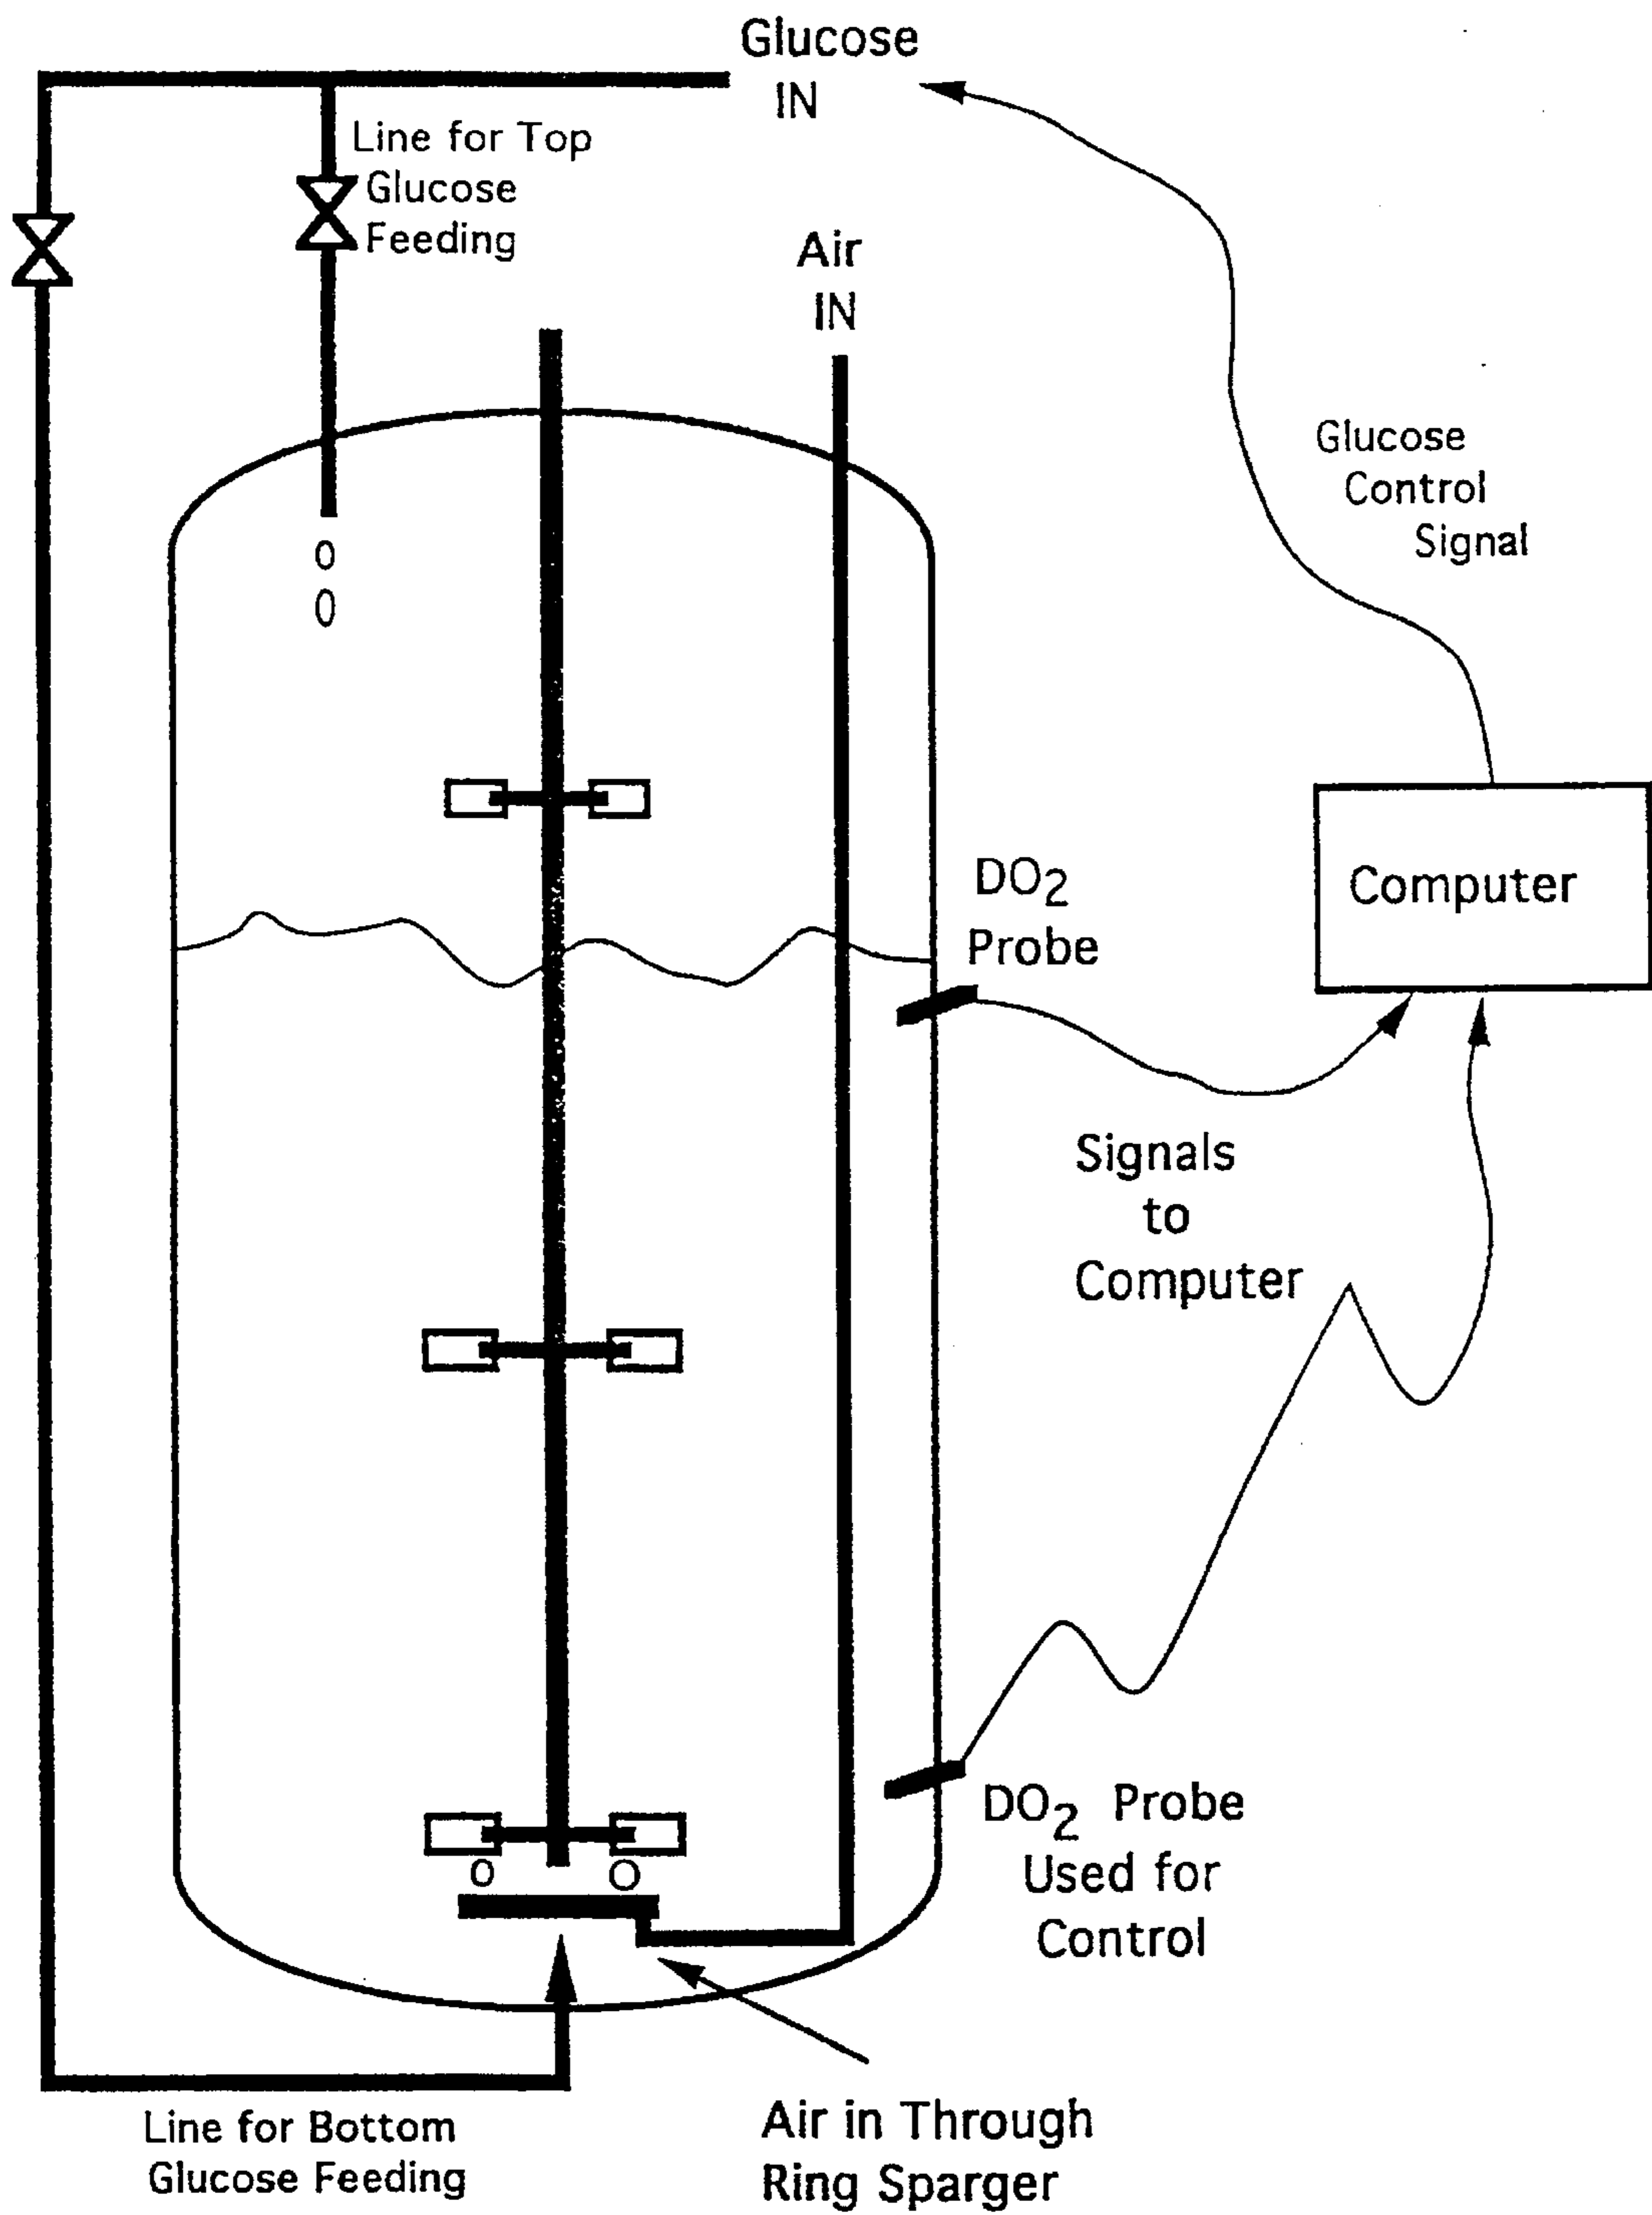 Glucose
IN
Line for Top
Glucose
Feeding
Air
IN
Glucose
Control
Signal
DO2
Probe
Computer
Signals
to
Computer
DO2 Probe
Used for
Control
Line for Bottom
Glucose Feeding
Air in Through
Ring Sparger